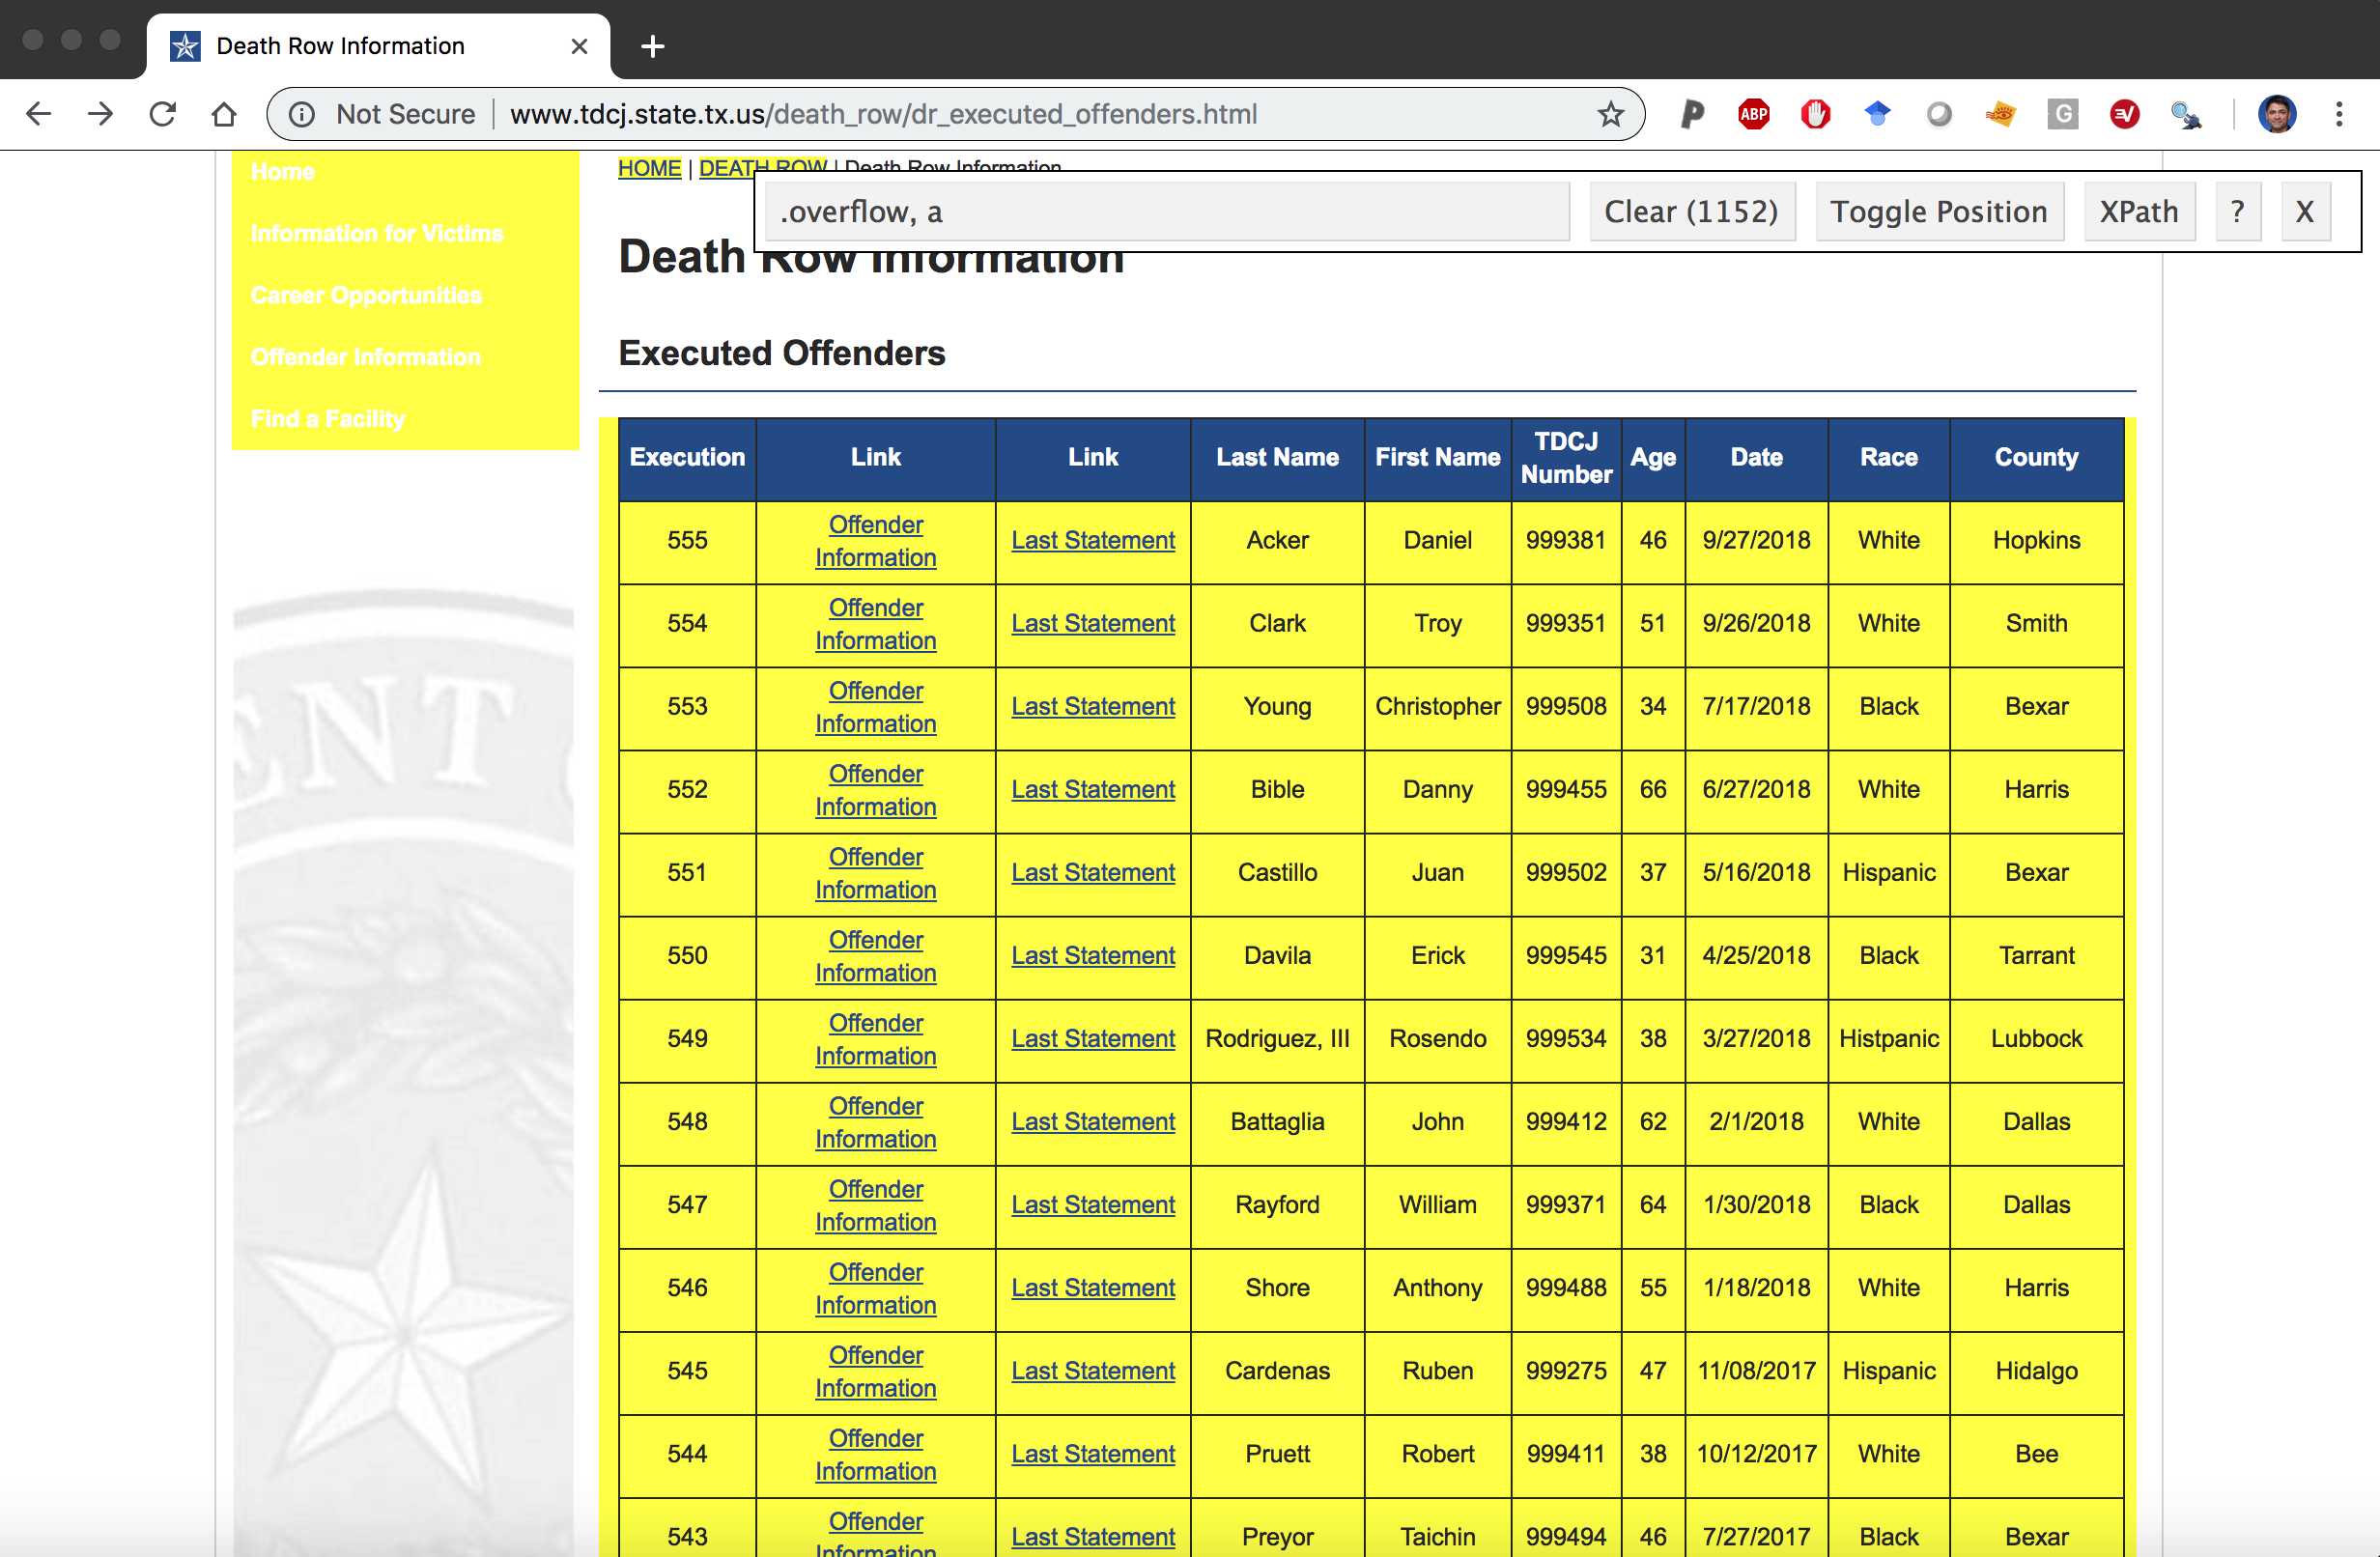 Death Row Information
Not Secure | www.tdcj.state.tx.us/death_row/dr_executed_offenders.html
ABP
G
Home
Information for Victims
Career Opportunities
Offender Information
Find a Facility
HOME | DEATH ROW | Death Row Information
.overflow, a
Clear (1152)
Toggle Position
XPath
?
X
Death Row Information
Executed Offenders
Execution Link Link Last Name First Name TDCJ Number Age Date Race County
555 Offender Information Last Statement Acker Daniel 999381 46 9/27/2018 White Hopkins
554 Offender Information Last Statement Clark Troy 999351 51 9/26/2018 White Smith
553 Offender Information Last Statement Young Christopher 999508 34 7/17/2018 Black Bexar
552 Offender Information Last Statement Bible Danny 999455 66 6/27/2018 White Harris
551 Offender Information Last Statement Castillo Juan 999502 37 5/16/2018 Hispanic Bexar
550 Offender Information Last Statement Davila Erick 999545 31 4/25/2018 Black Tarrant
549 Offender Information Last Statement Rodriguez, III Rosendo 999534 38 3/27/2018 Histpanic Lubbock
548 Offender Information Last Statement Battaglia John 999412 62 2/1/2018 White Dallas
547 Offender Information Last Statement Rayford William 999371 64 1/30/2018 Black Dallas
546 Offender Information Last Statement Shore Anthony 999488 55 1/18/2018 White Harris
545 Offender Information Last Statement Cardenas Ruben 999275 47 11/08/2017 Hispanic Hidalgo
544 Offender Information Last Statement Pruett Robert 999411 38 10/12/2017 White Bee
543 Offender Information Last Statement Preyor Taichin 999494 46 7/27/2017 Black Bexar
ENT